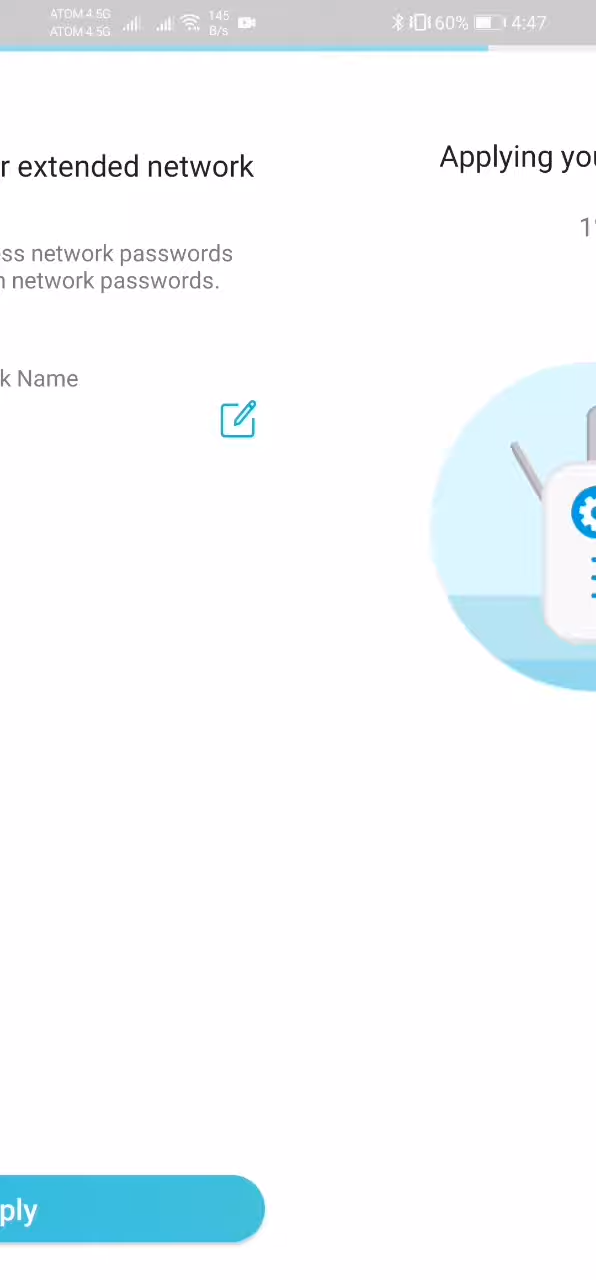 ATOM 4.5G
ATOM 4.5G
145
B/s
60%
4:47
r extended network
Applying you
1
ss network passwords
n network passwords.
k Name
ply